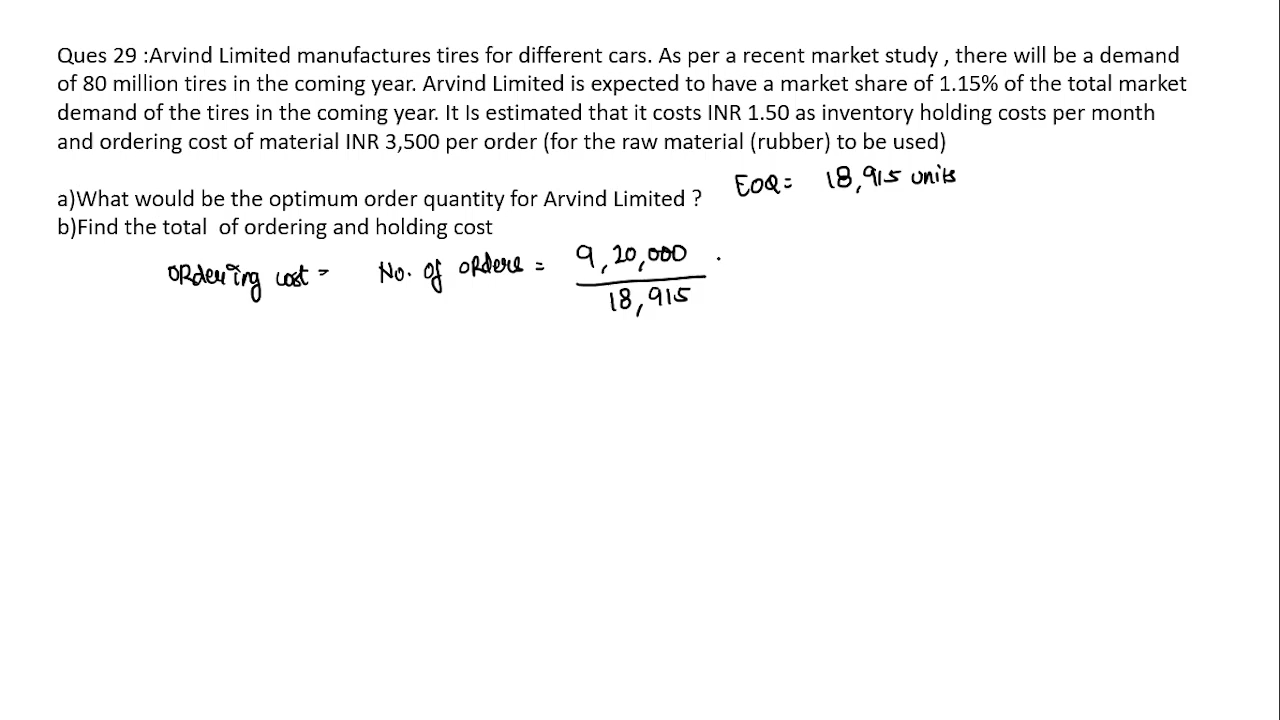 Ques 29 :Arvind Limited manufactures tires for different cars. As per a recent market study , there will be a demand
of 80 million tires in the coming year. Arvind Limited is expected to have a market share of 1.15% of the total market
demand of the tires in the coming year. It Is estimated that it costs INR 1.50 as inventory holding costs per month
and ordering cost of material INR 3,500 per order (for the raw material (rubber) to be used)
EOQ = 18,915 units
a)What would be the optimum order quantity for Arvind Limited ?
b)Find the total of ordering and holding cost
Ordering cost = No. of orders = 9,20,000
18,915